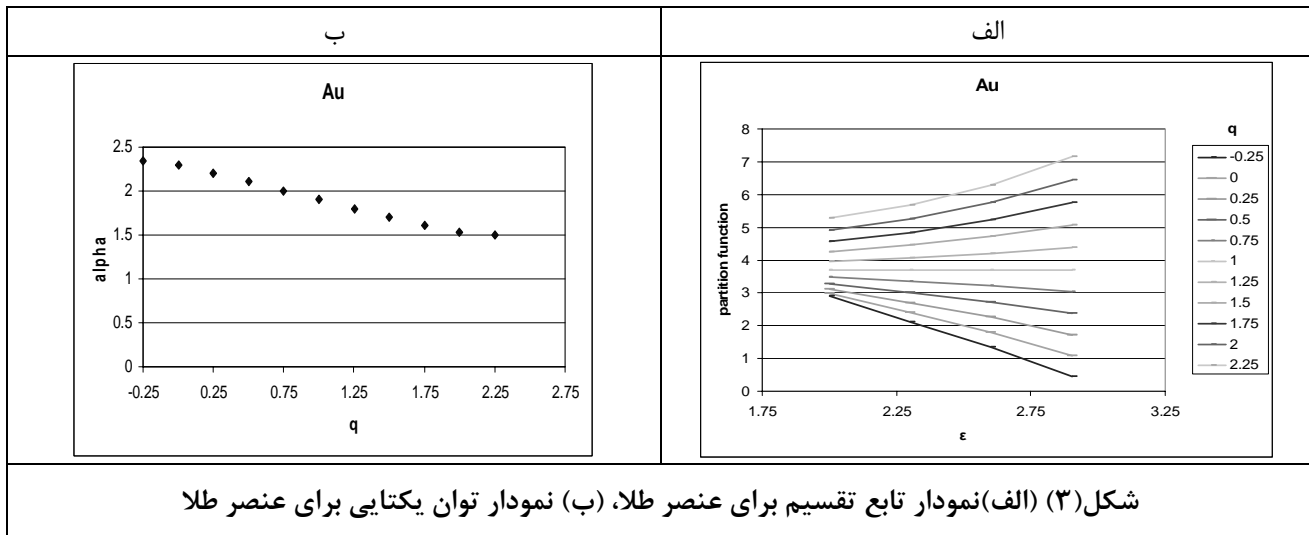 الف
ب
Au
8
7
6
5
4
3
2
1
0
partition function
1.75 2.25 2.75 3.25
ε
q
-0.25
0
0.25
0.5
0.75
1
1.25
1.5
1.75
2
2.25
Au
2.5
2
1.5
1
0.5
0
alpha
-0.25 0.25 0.75 1.25 1.75 2.25 2.75
q
شکل(۳) (الف)نمودار تابع تقسیم برای عنصر طلا، (ب) نمودار توان یکتایی برای عنصر طلا